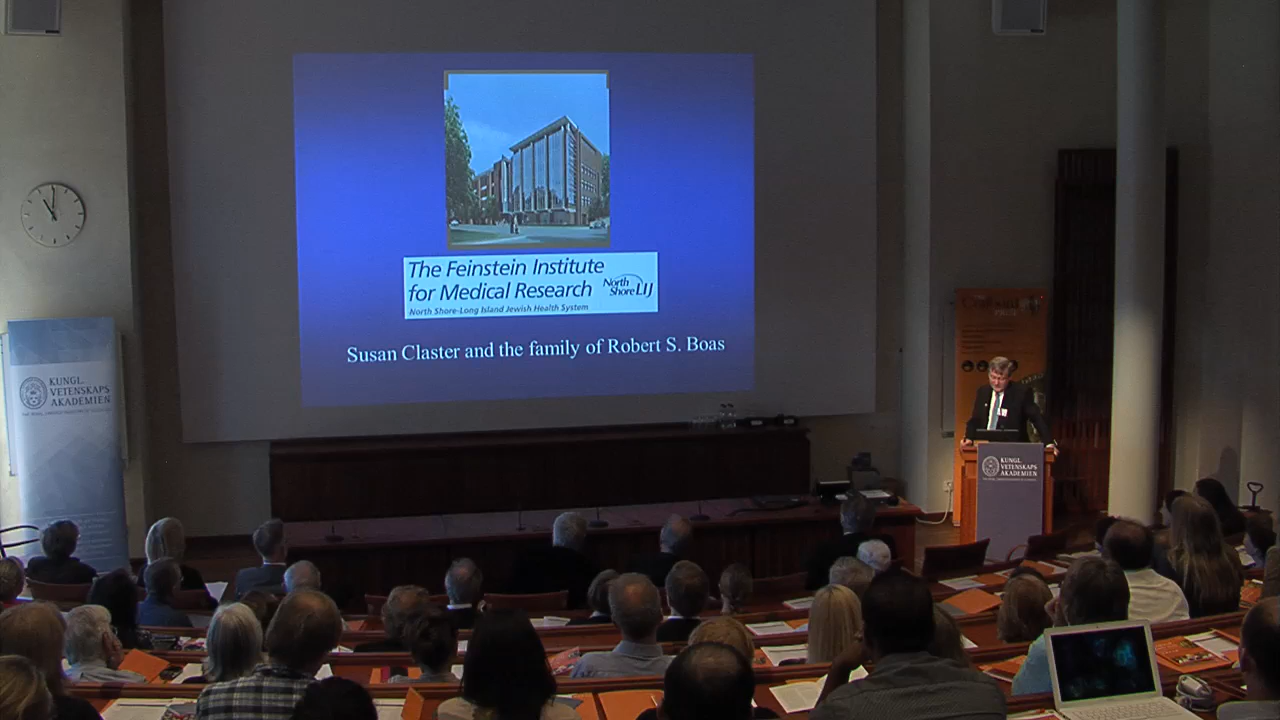 The Feinstein Institute
for Medical Research
North Shore-Long Island Jewish Health System
North
Shore LIJ
Susan Claster and the family of Robert S. Boas
KUNGL.
VETENSKAPS
AKADEMIEN
KUNGL.
VETENSKAPS
AKADEMIEN